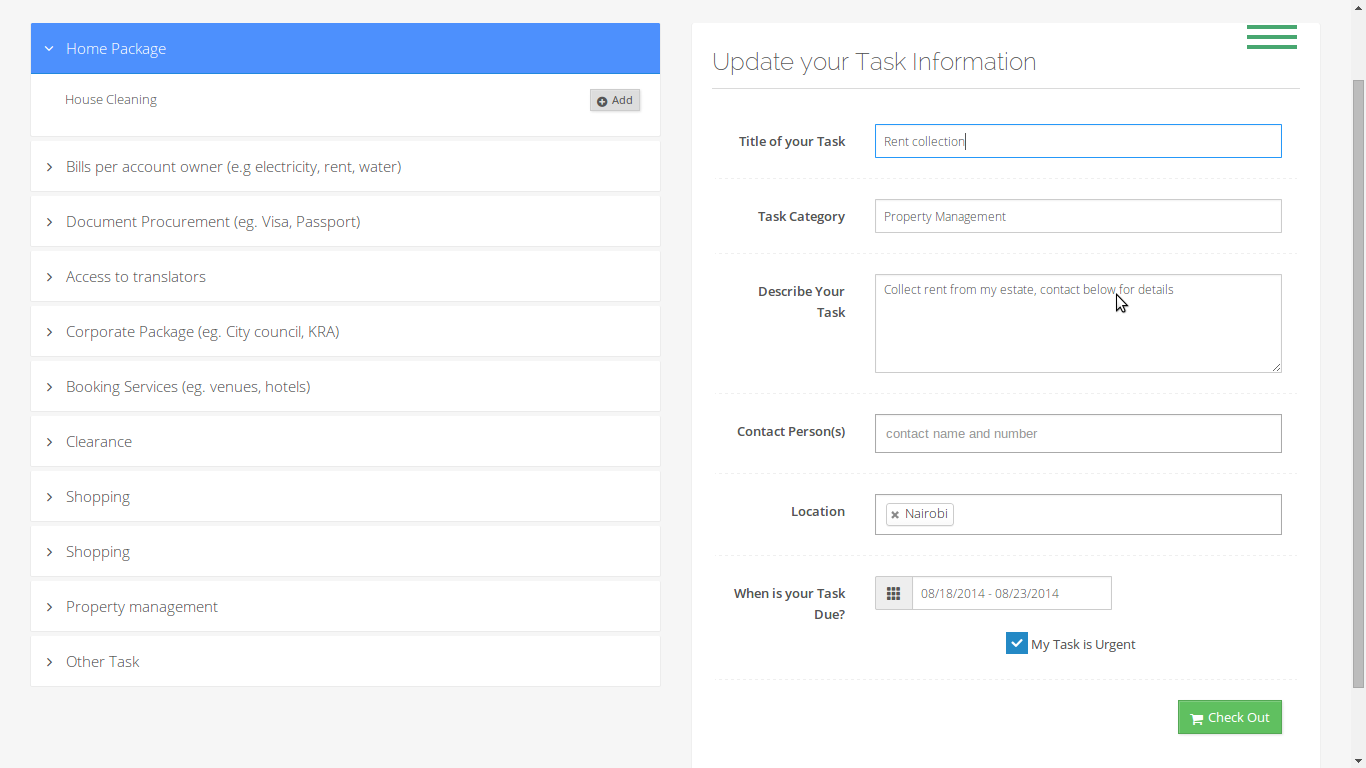 Home Package
House Cleaning
Add
Bills per account owner (e.g electricity, rent, water)
Document Procurement (eg. Visa, Passport)
Access to translators
Corporate Package (eg. City council, KRA)
Booking Services (eg. venues, hotels)
Clearance
Shopping
Shopping
Property management
Other Task
Update your Task Information
Title of your Task
Rent collection
Task Category
Property Management
Describe Your
Task
Collect rent from my estate, contact below for details
Contact Person(s)
contact name and number
Location
Nairobi
When is your Task
Due?
08/18/2014 - 08/23/2014
My Task is Urgent
Check Out